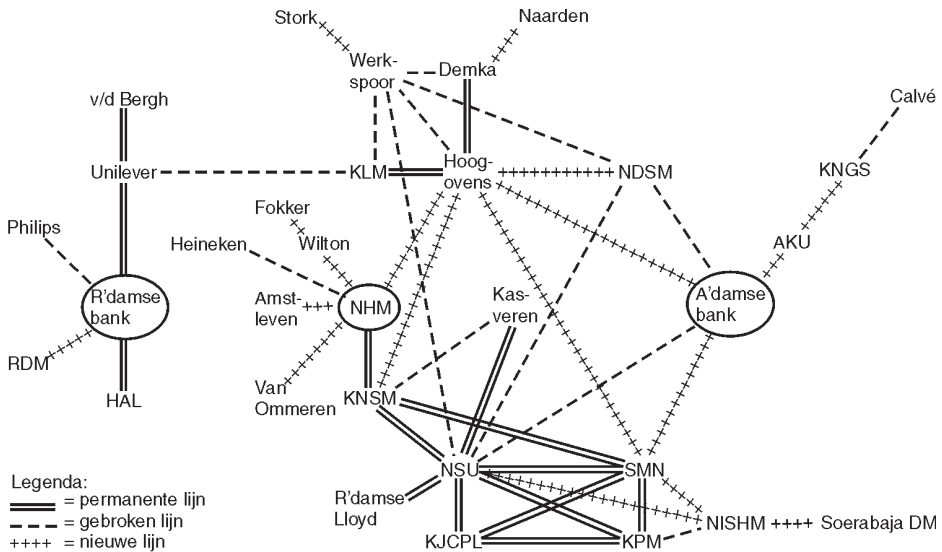 Stork
Naarden
Werk-
spoor
Demka
v/d Bergh
Calvé
Unilever
KLM
Hoog-
ovens
NDSM
KNGS
Fokker
Philips
Heineken
Wilton
AKU
R'damse
bank
Amst-
leven
NHM
Kas-
veren
A'damse
bank
RDM
HAL
Van
Ommeren
KNSM
NSU
SMN
R'damse
Lloyd
KJCPL
KPM
NISHM
Soerabaja DM
Legenda:
= permanente lijn
= gebroken lijn
++++ = nieuwe lijn